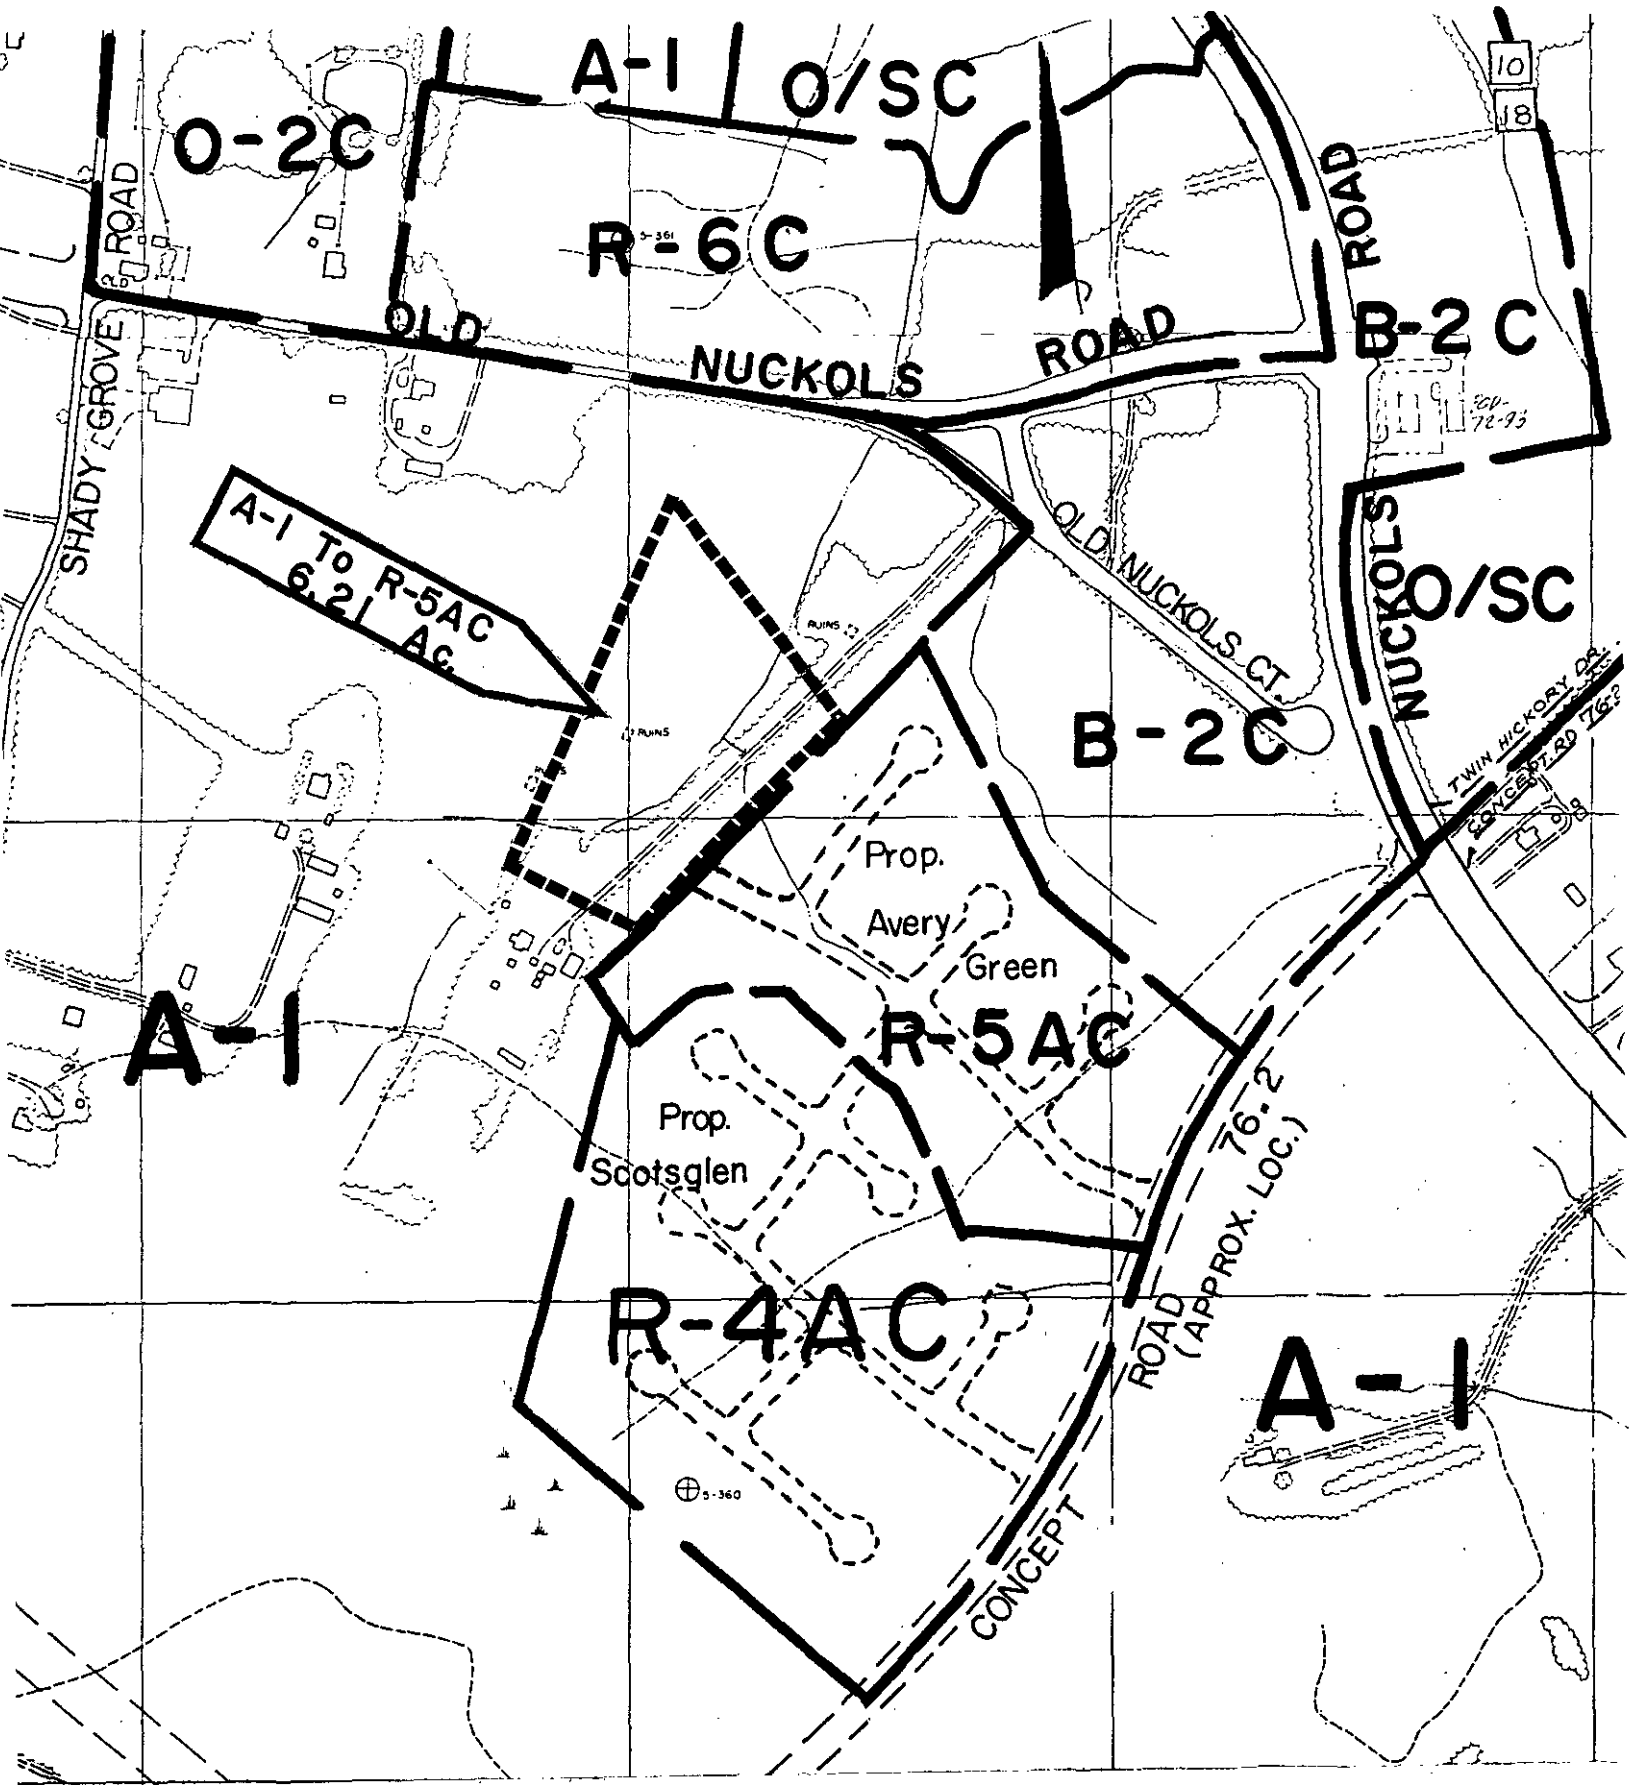 A-1
O/SC
10
18
O-2C
ROAD
ROAD
R-6C
S-361
B-2C
OLD
NUCKOLS
ROAD
SHADY GROVE
72-93
A-1 To R-5AC
6.21 Ac.
OLD NUCKOLS CT.
NUCKOLS
O/SC
RUINS
RUINS
TWIN HICKORY DR.
CONCEPT RD 76-2
B-2C
Prop.
Avery
Green
A-1
R-5AC
Prop.
Scotsglen
76.2
(APPROX. LOC.)
ROAD
R-4AC
A-1
S-360
CONCEPT